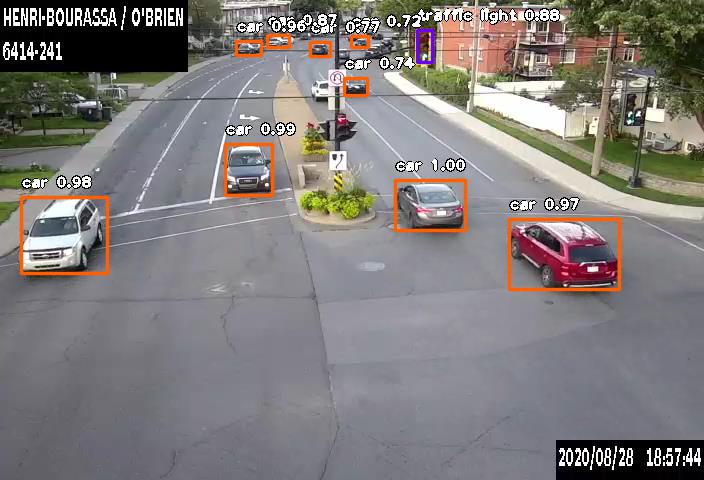 HENRI-BOURASSA / O'BRIEN
6414-241
car 0.96
0.87
0.77
car 0.72
traffic light 0.88
car 0.74
car 0.99
car 1.00
car 0.98
car 0.97
2020/08/28 18:57:44